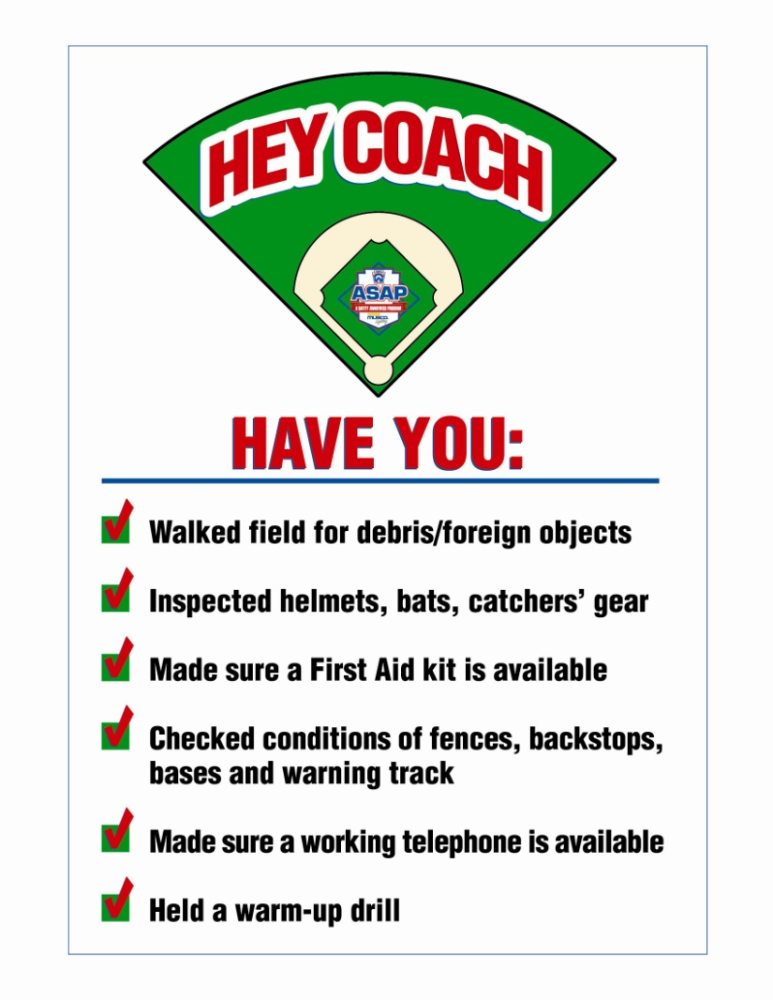 HEY COACH
ASAP
A SAFETY AWARENESS PROGRAM
MUSCO
Lighting
HAVE YOU:
Walked field for debris/foreign objects
Inspected helmets, bats, catchers’ gear
Made sure a First Aid kit is available
Checked conditions of fences, backstops,
bases and warning track
Made sure a working telephone is available
Held a warm-up drill